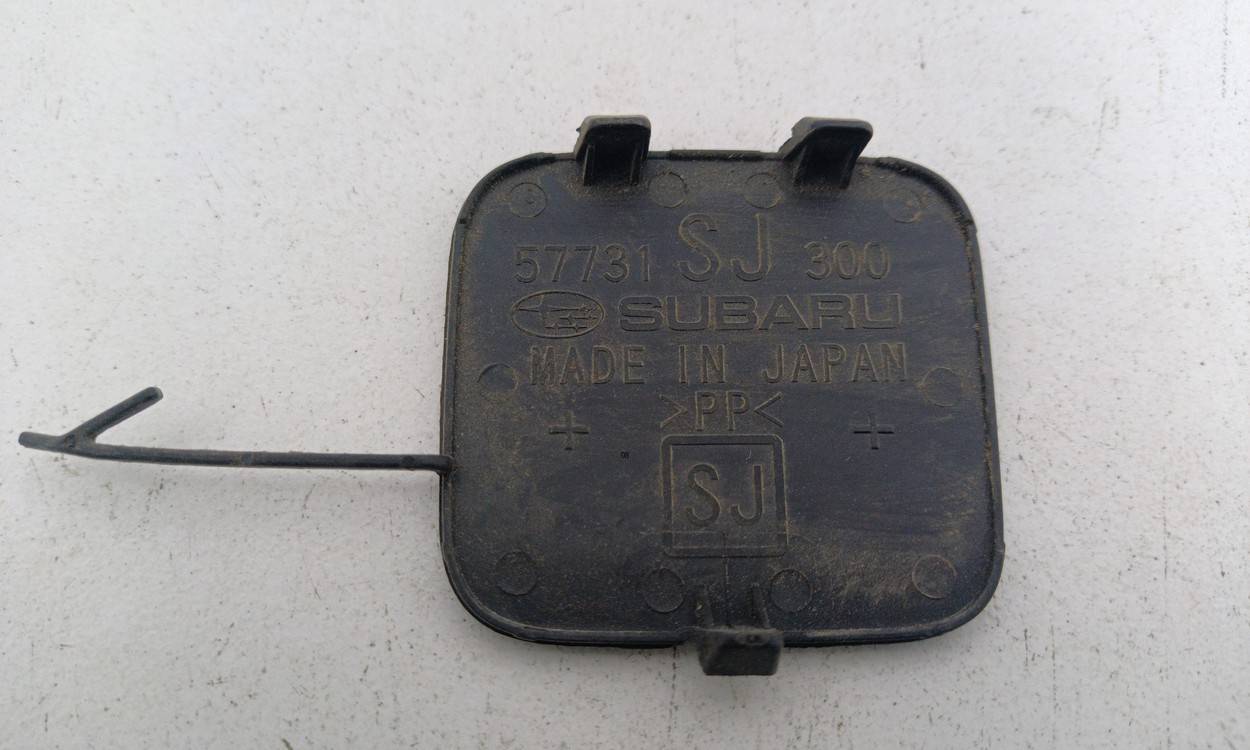 57731 SJ 300
SUBARU
MADE IN JAPAN
>PP<
SJ